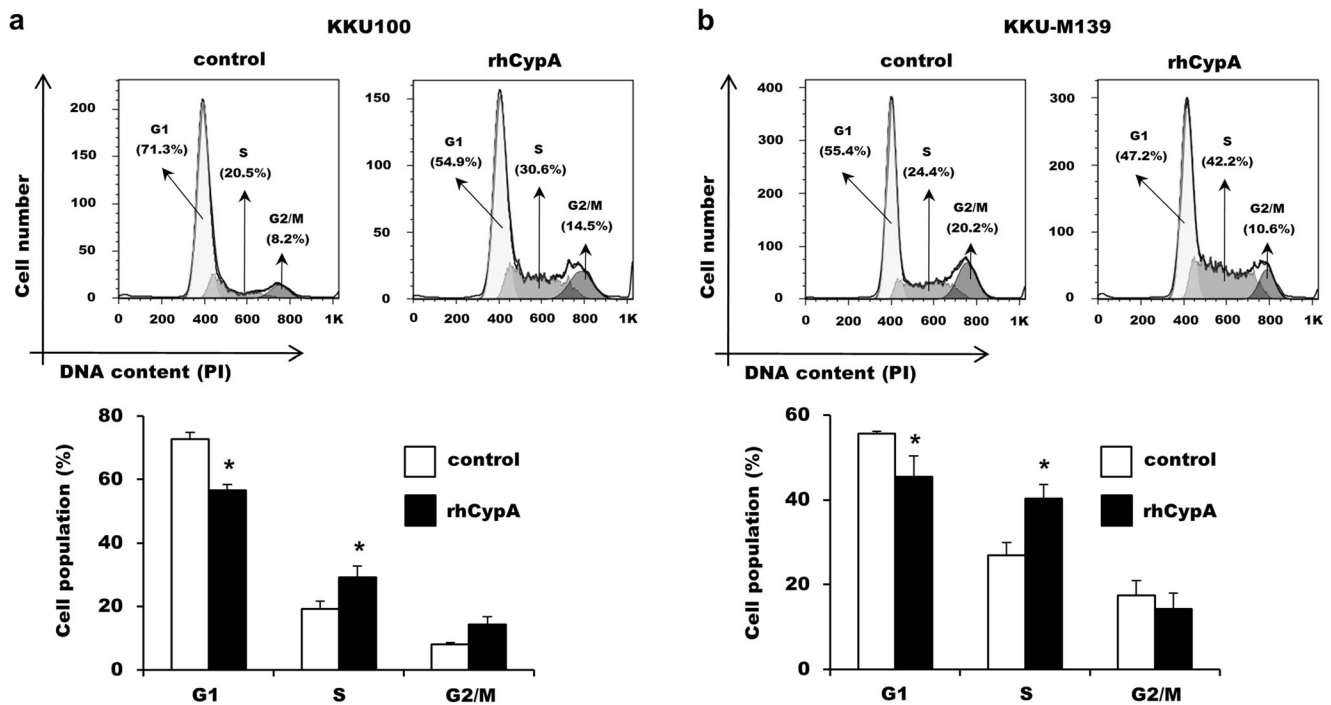 a
KKU100
control
rhCypA
Cell number
200
150
100
50
0
G1
(71.3%)
S
(20.5%)
G2/M
(8.2%)
0 200 400 600 800 1K
150
100
50
0
G1
(54.9%)
S
(30.6%)
G2/M
(14.5%)
0 200 400 600 800 1K
DNA content (PI)
Cell population (%)
80
60
40
20
0
*
*
control
rhCypA
G1 S G2/M
b
KKU-M139
control
rhCypA
Cell number
400
300
200
100
0
G1
(55.4%)
S
(24.4%)
G2/M
(20.2%)
0 200 400 600 800 1K
300
200
100
0
G1
(47.2%)
S
(42.2%)
G2/M
(10.6%)
0 200 400 600 800 1K
DNA content (PI)
Cell population (%)
60
40
20
0
*
*
control
rhCypA
G1 S G2/M